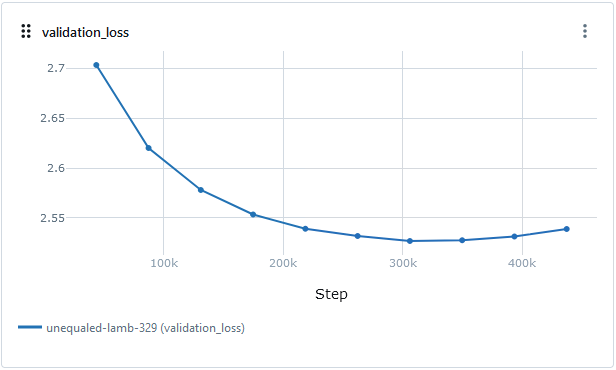 validation_loss
2.7
2.65
2.6
2.55
100k 200k 300k 400k
Step
unequaled-lamb-329 (validation_loss)